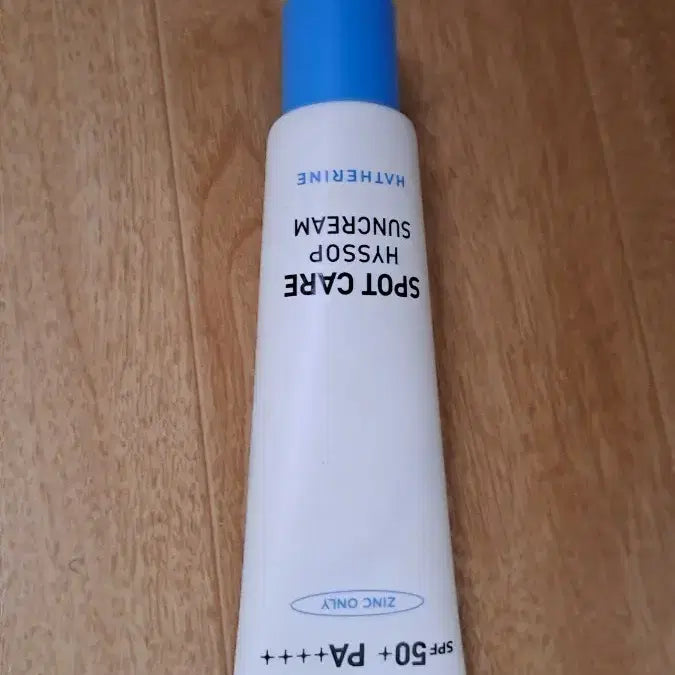 SPF50+ PA++++
ZINC ONLY
SPOT CARE
HYSSOP
SUNCREAM
HATHERINE